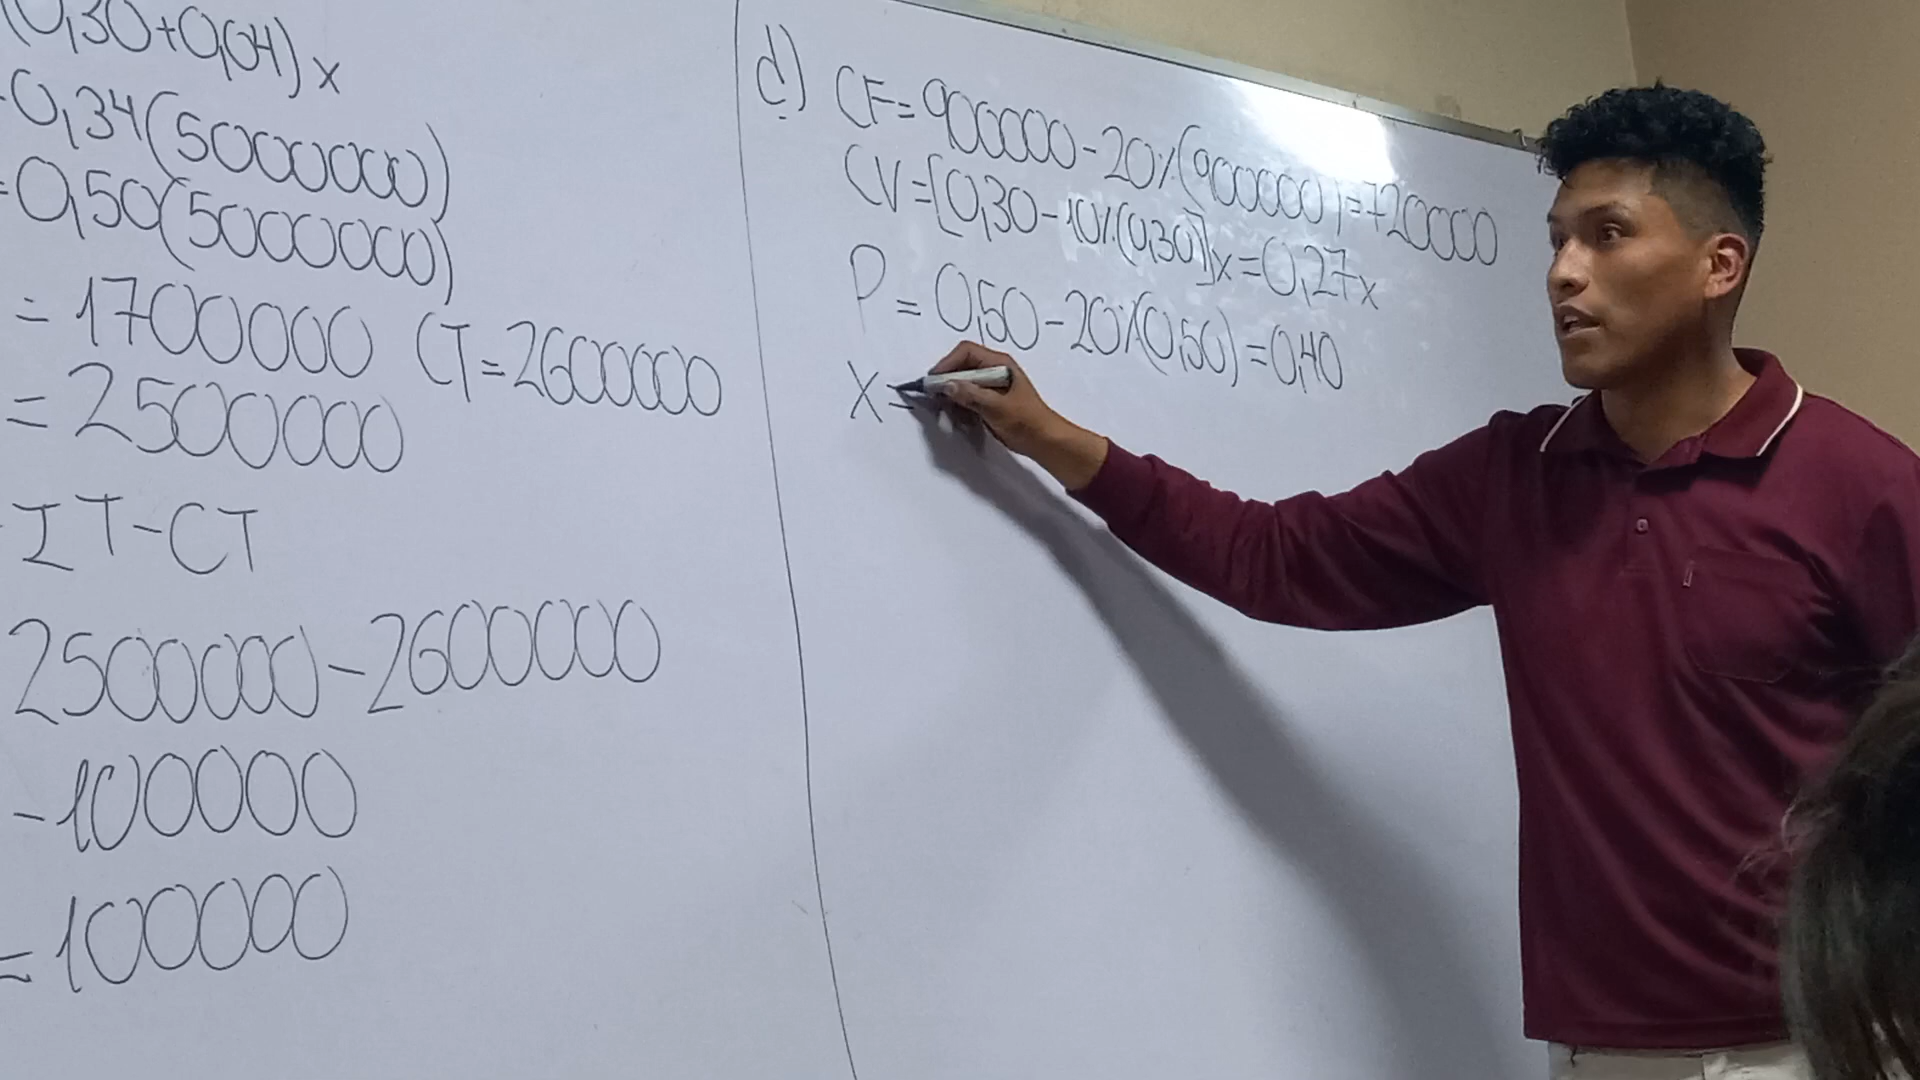 (0,30+0,04)x
0,34(5000000)
=0,50(5000000)
= 1700000 CT=2600000
= 2500000
IT-CT
2500000-2600000
-100000
=100000
d) CF=900000-20%(900000)=720000
CV=[0,30-10%(0,30)]x=0,27x
P=0,50-20%(0,50)=0,40
X=